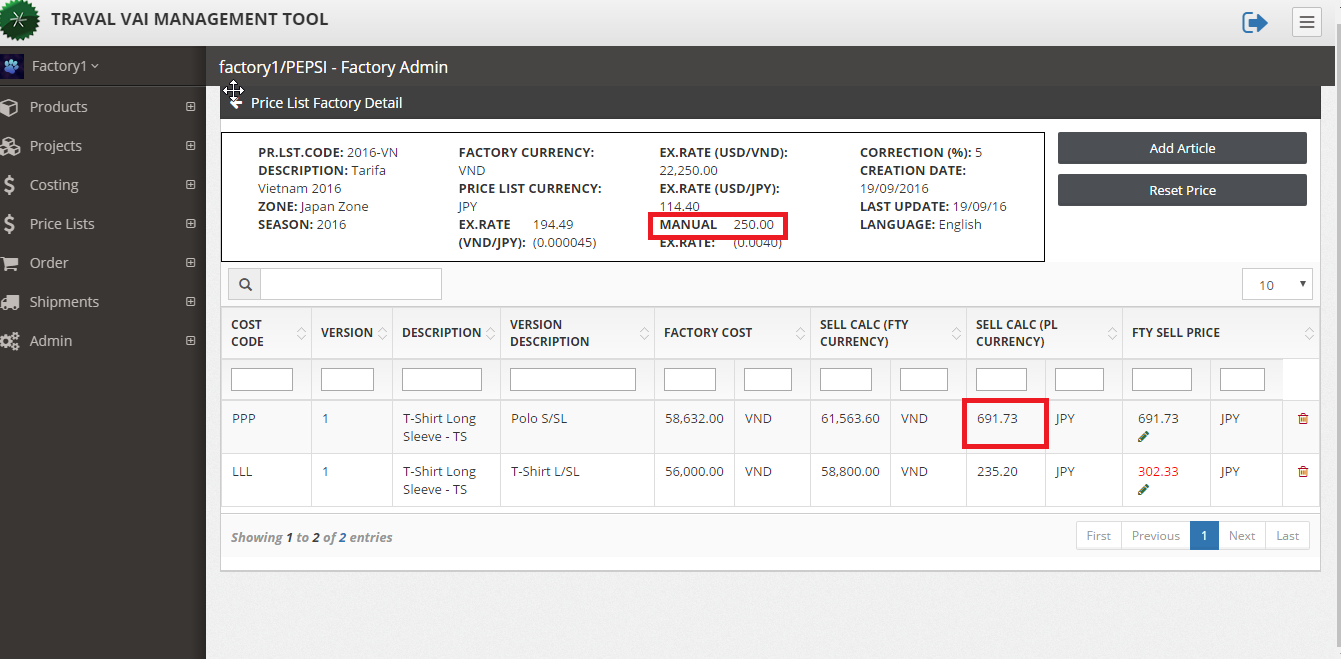 TRAVAL VAI MANAGEMENT TOOL
Factory1
Products
Projects
Costing
Price Lists
Order
Shipments
Admin
factory1/PEPSI - Factory Admin
Price List Factory Detail
PR.LST.CODE: 2016-VN
DESCRIPTION: Tarifa
Vietnam 2016
ZONE: Japan Zone
SEASON: 2016
FACTORY CURRENCY:
VND
PRICE LIST CURRENCY:
JPY
EX.RATE 194.49
(VND/JPY): (0.000045)
EX.RATE (USD/VND):
22,250.00
EX.RATE (USD/JPY):
114.40
MANUAL 250.00
EX.RATE: (0.0040)
CORRECTION (%): 5
CREATION DATE:
19/09/2016
LAST UPDATE: 19/09/16
LANGUAGE: English
Add Article
Reset Price
10
COST CODE
VERSION
DESCRIPTION
VERSION DESCRIPTION
FACTORY COST
SELL CALC (FTY CURRENCY)
SELL CALC (PL CURRENCY)
FTY SELL PRICE
PPP 1 T-Shirt Long Sleeve - TS Polo S/SL 58,632.00 VND 61,563.60 VND 691.73 JPY 691.73 JPY
LLL 1 T-Shirt Long Sleeve - TS T-Shirt L/SL 56,000.00 VND 58,800.00 VND 235.20 JPY 302.33 JPY
Showing 1 to 2 of 2 entries
First Previous 1 Next Last